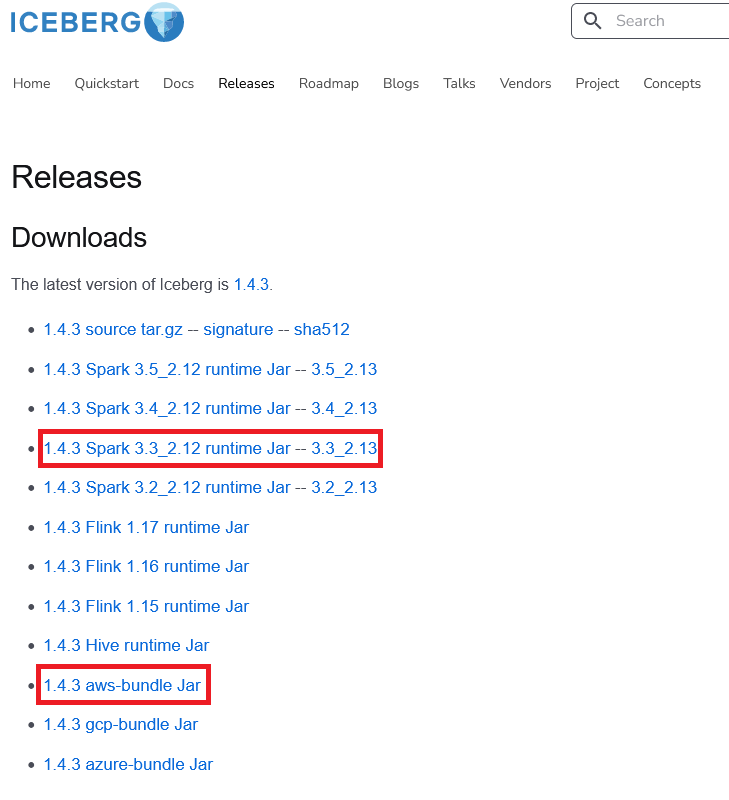 ICEBERG
Search
Home Quickstart Docs Releases Roadmap Blogs Talks Vendors Project Concepts
Releases
Downloads
The latest version of Iceberg is 1.4.3.
1.4.3 source tar.gz -- signature -- sha512
1.4.3 Spark 3.5_2.12 runtime Jar -- 3.5_2.13
1.4.3 Spark 3.4_2.12 runtime Jar -- 3.4_2.13
1.4.3 Spark 3.3_2.12 runtime Jar -- 3.3_2.13
1.4.3 Spark 3.2_2.12 runtime Jar -- 3.2_2.13
1.4.3 Flink 1.17 runtime Jar
1.4.3 Flink 1.16 runtime Jar
1.4.3 Flink 1.15 runtime Jar
1.4.3 Hive runtime Jar
1.4.3 aws-bundle Jar
1.4.3 gcp-bundle Jar
1.4.3 azure-bundle Jar